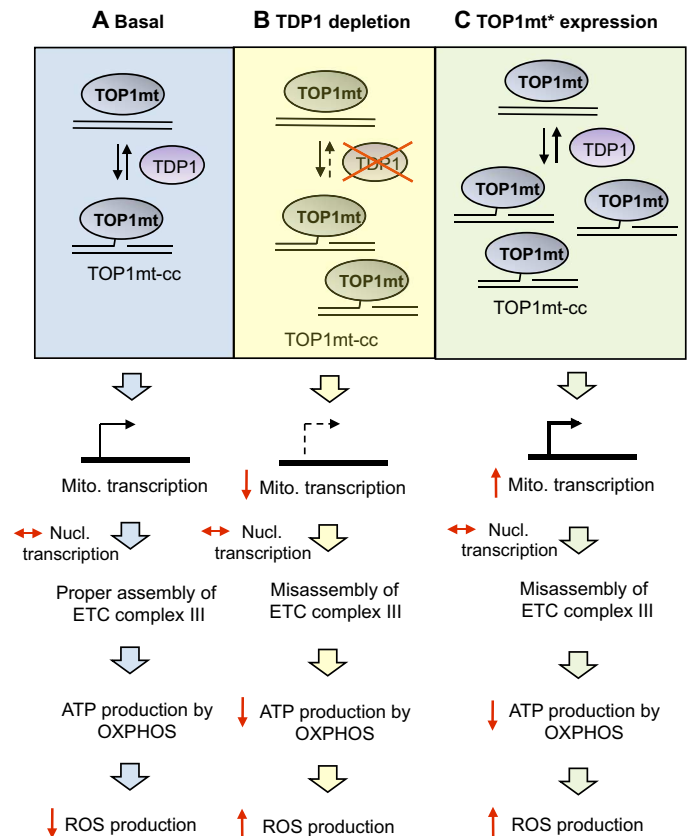 A Basal
TOP1mt
TDP1
TOP1mt
TOP1mt-cc
Mito. transcription
Nucl.
transcription
Proper assembly of
ETC complex III
ATP production by
OXPHOS
ROS production
B TDP1 depletion
TOP1mt
TDP1
TOP1mt
TOP1mt
TOP1mt-cc
Mito. transcription
Nucl.
transcription
Misassembly of
ETC complex III
ATP production by
OXPHOS
ROS production
C TOP1mt* expression
TOP1mt
TDP1
TOP1mt
TOP1mt
TOP1mt
TOP1mt-cc
Mito. transcription
Nucl.
transcription
Misassembly of
ETC complex III
ATP production by
OXPHOS
ROS production